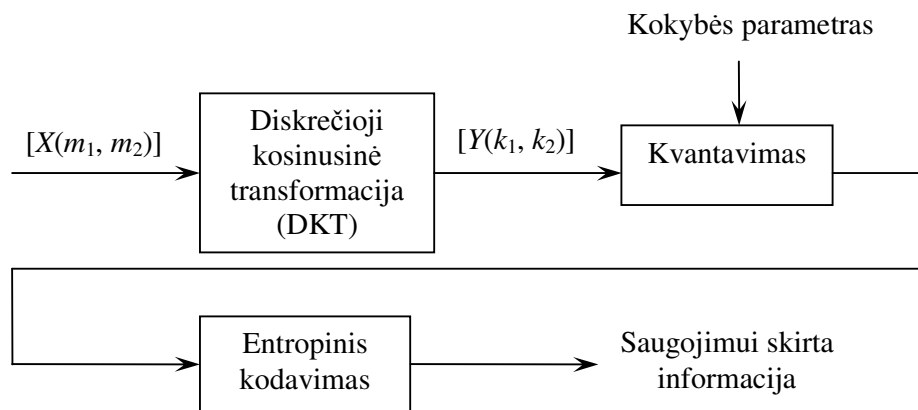 Kokybės parametras
[X(m₁, m₂)]
Diskrečioji
kosinusinė
transformacija
(DKT)
[Y(k₁, k₂)]
Kvantavimas
Entropinis
kodavimas
Saugojimui skirta
informacija